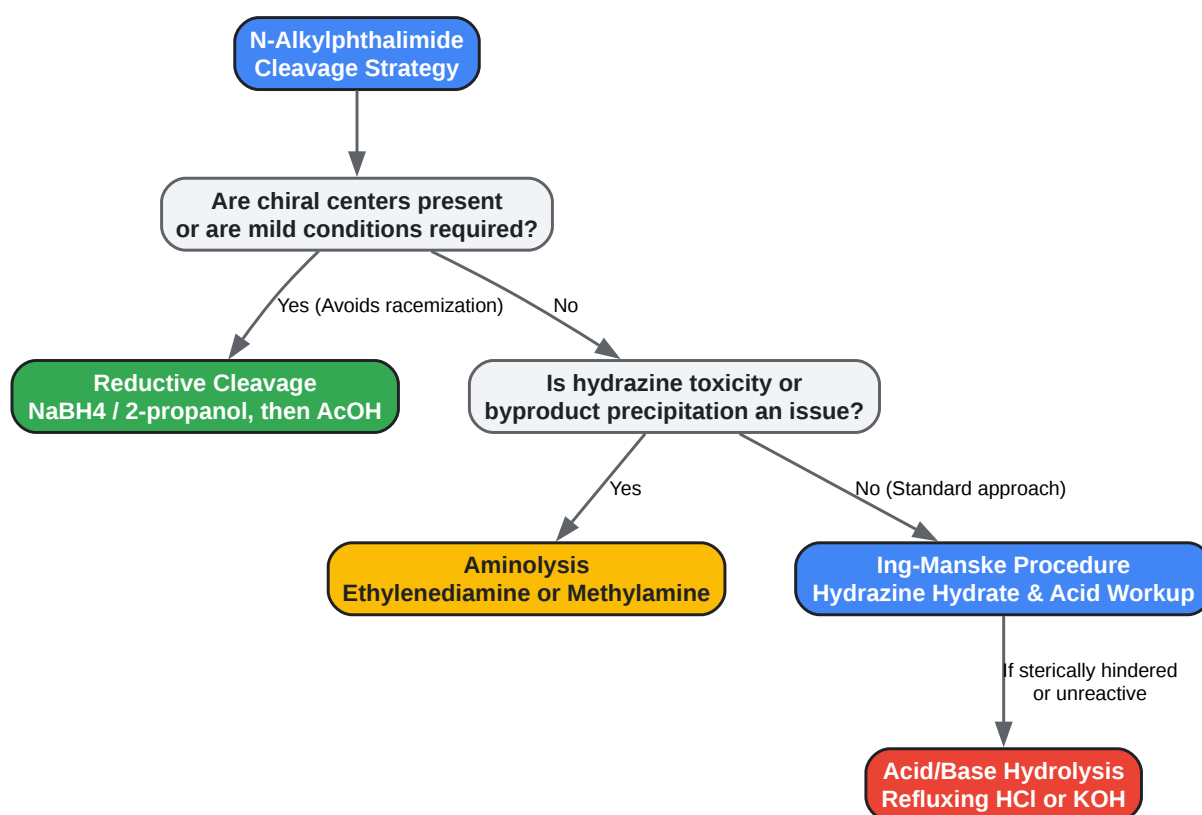 N-Alkylphthalimide
Cleavage Strategy
Are chiral centers present
or are mild conditions required?
Yes (Avoids racemization)
No
Reductive Cleavage
NaBH4 / 2-propanol, then AcOH
Is hydrazine toxicity or
byproduct precipitation an issue?
Yes
No (Standard approach)
Aminolysis
Ethylenediamine or Methylamine
Ing-Manske Procedure
Hydrazine Hydrate & Acid Workup
If sterically hindered
or unreactive
Acid/Base Hydrolysis
Refluxing HCl or KOH